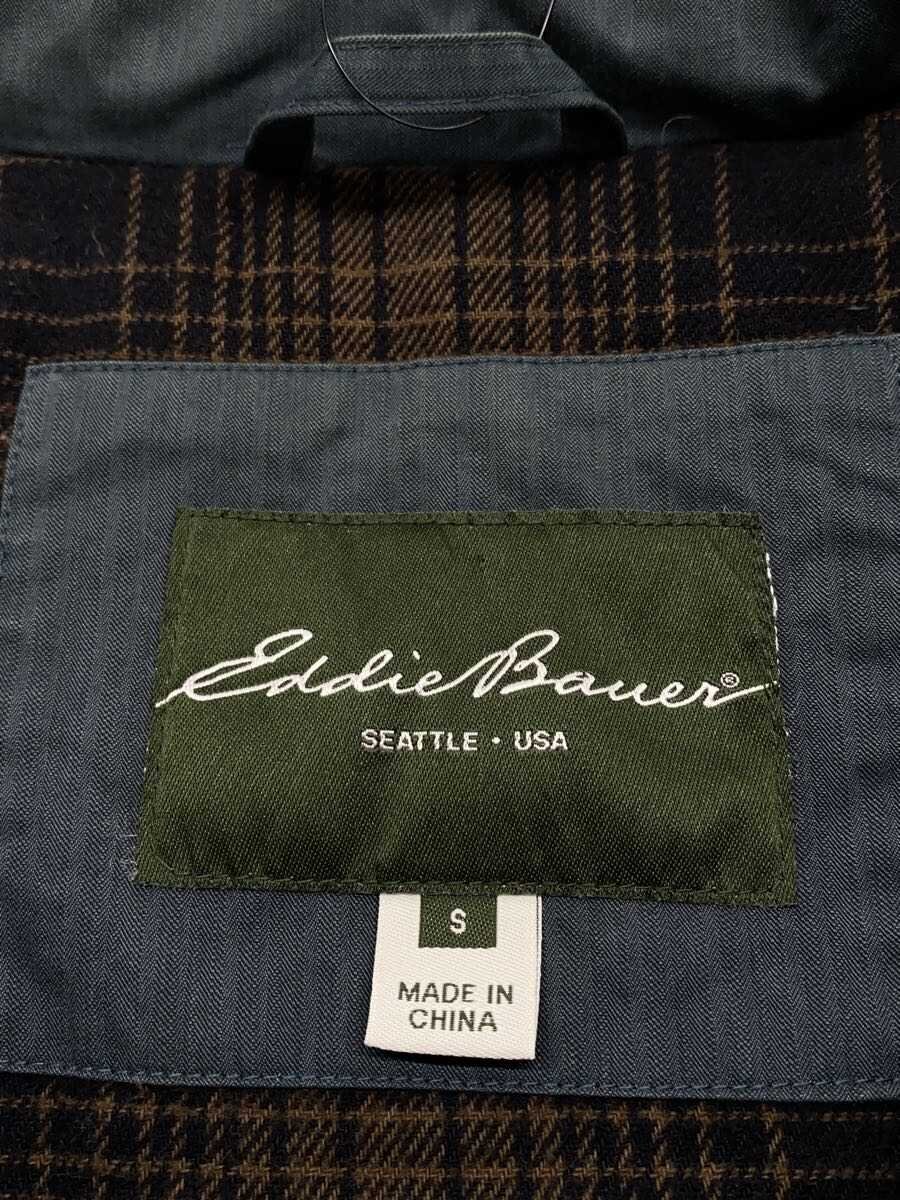 Eddie Bauer®
SEATTLE · USA
S
MADE IN
CHINA